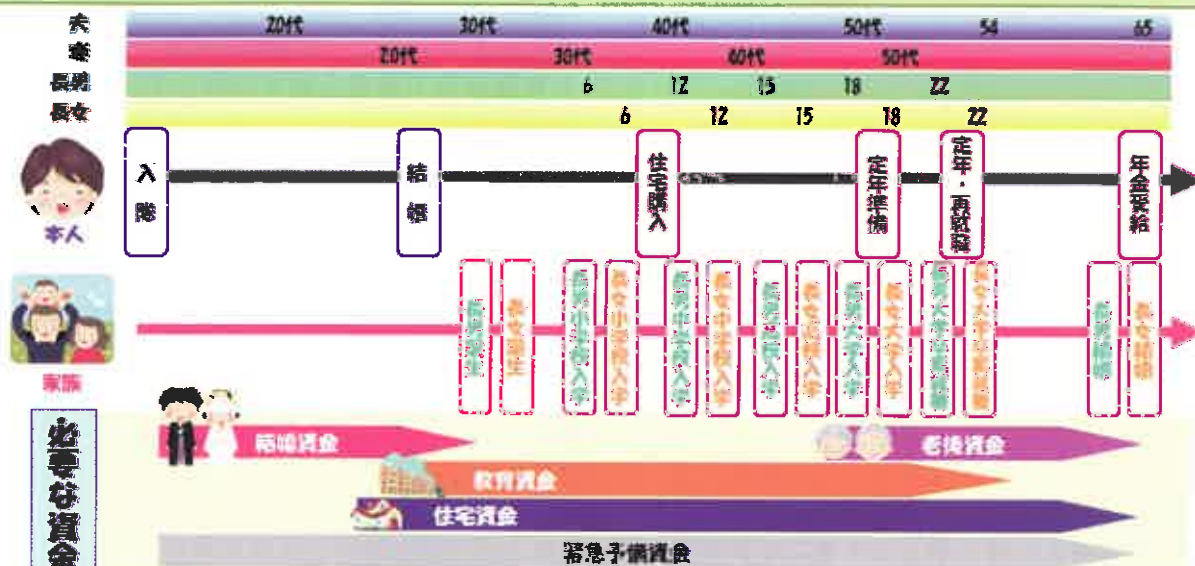 夫 20代 30代 40代 50代 54 65
妻 20代 30代 40代 50代
長男 6 12 15 18 22
長女 6 12 15 18 22
入隊
結婚
住宅購入
定年準備
定年・再就職
年金受給
本人
長男誕生
長女誕生
長男小学校入学
長女小学校入学
長男中学校入学
長女中学校入学
長男高校入学
長女高校入学
長男大学入学
長女大学入学
長男大学卒業就職
長女大学卒業就職
長男結婚
長女結婚
家族
必要な資金
結婚資金
老後資金
教育資金
住宅資金
緊急予備資金